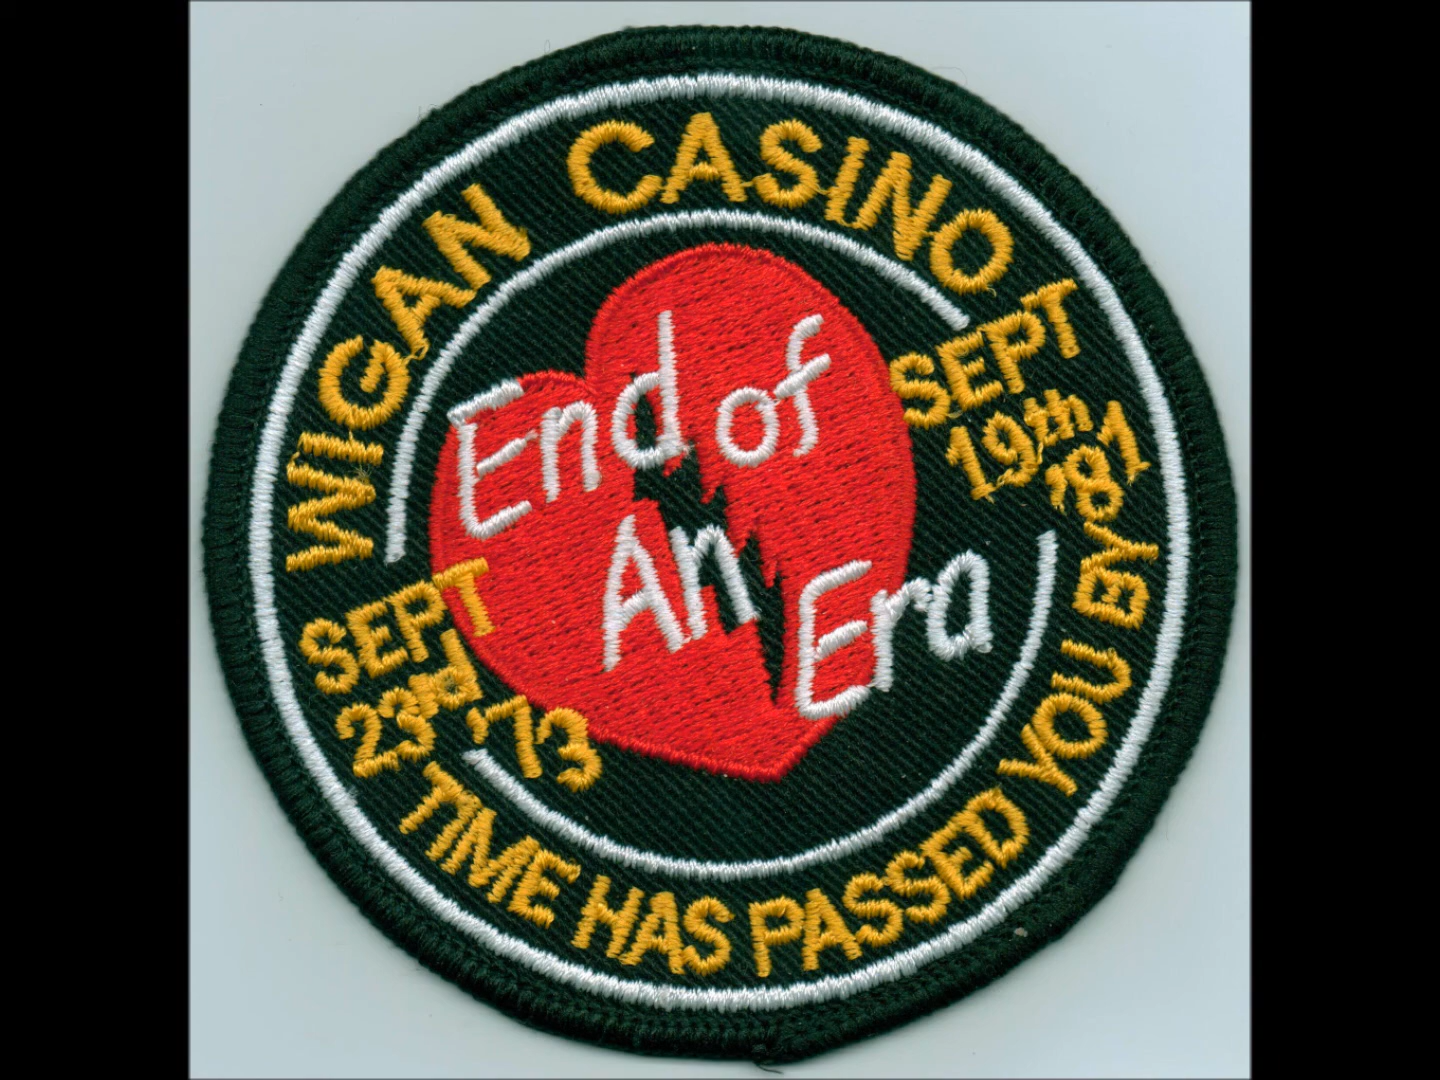 WIGAN CASINO
SEPT
19th '81
End of
An Era
SEPT
23rd '73
TIME HAS PASSED YOU BY